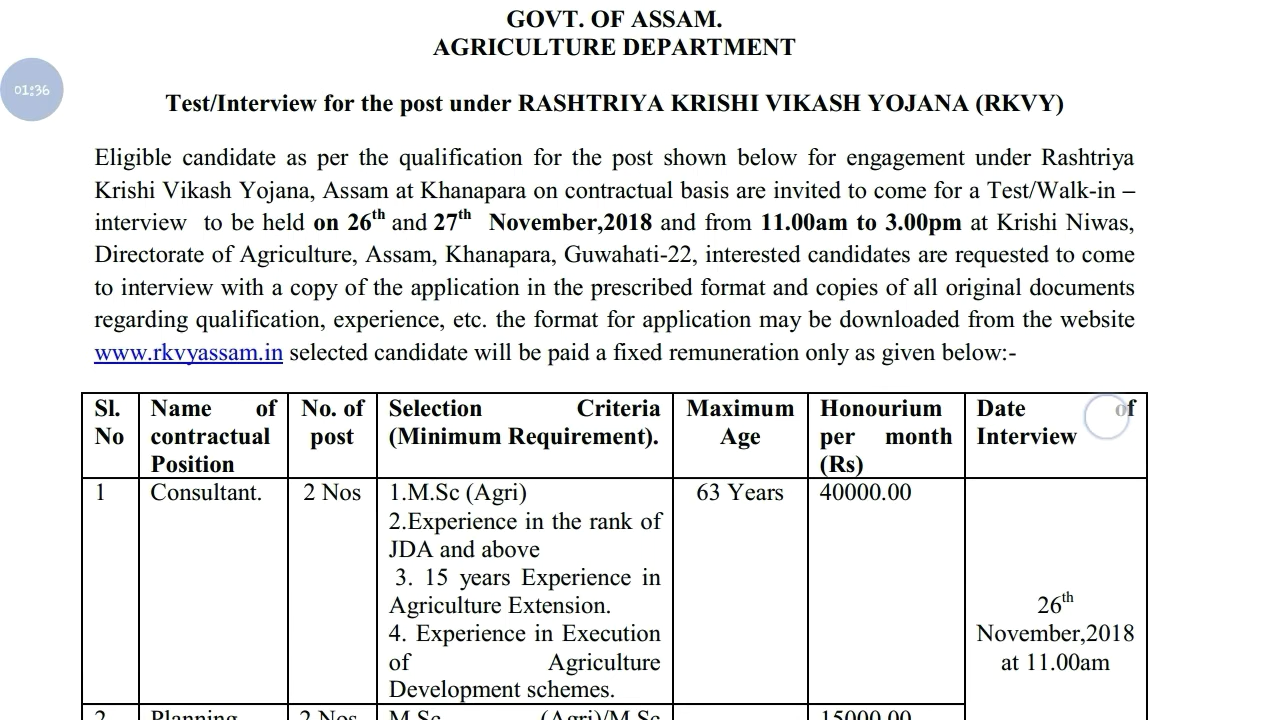 GOVT. OF ASSAM.
AGRICULTURE DEPARTMENT
01:36
Test/Interview for the post under RASHTRIYA KRISHI VIKASH YOJANA (RKVY)
Eligible candidate as per the qualification for the post shown below for engagement under Rashtriya
Krishi Vikash Yojana, Assam at Khanapara on contractual basis are invited to come for a Test/Walk-in –
interview to be held on 26th and 27th November,2018 and from 11.00am to 3.00pm at Krishi Niwas,
Directorate of Agriculture, Assam, Khanapara, Guwahati-22, interested candidates are requested to come
to interview with a copy of the application in the prescribed format and copies of all original documents
regarding qualification, experience, etc. the format for application may be downloaded from the website
www.rkvyassam.in selected candidate will be paid a fixed remuneration only as given below:-
Sl. No
Name of contractual Position
No. of post
Selection Criteria (Minimum Requirement).
Maximum Age
Honourium per month (Rs)
Date of Interview
1
Consultant.
2 Nos
1.M.Sc (Agri)
2.Experience in the rank of
JDA and above
3. 15 years Experience in
Agriculture Extension.
4. Experience in Execution
of Agriculture
Development schemes.
63 Years
40000.00
26th
November,2018
at 11.00am
2
Planning
2 Nos
M.Sc (Agri)/M.Sc
15000.00